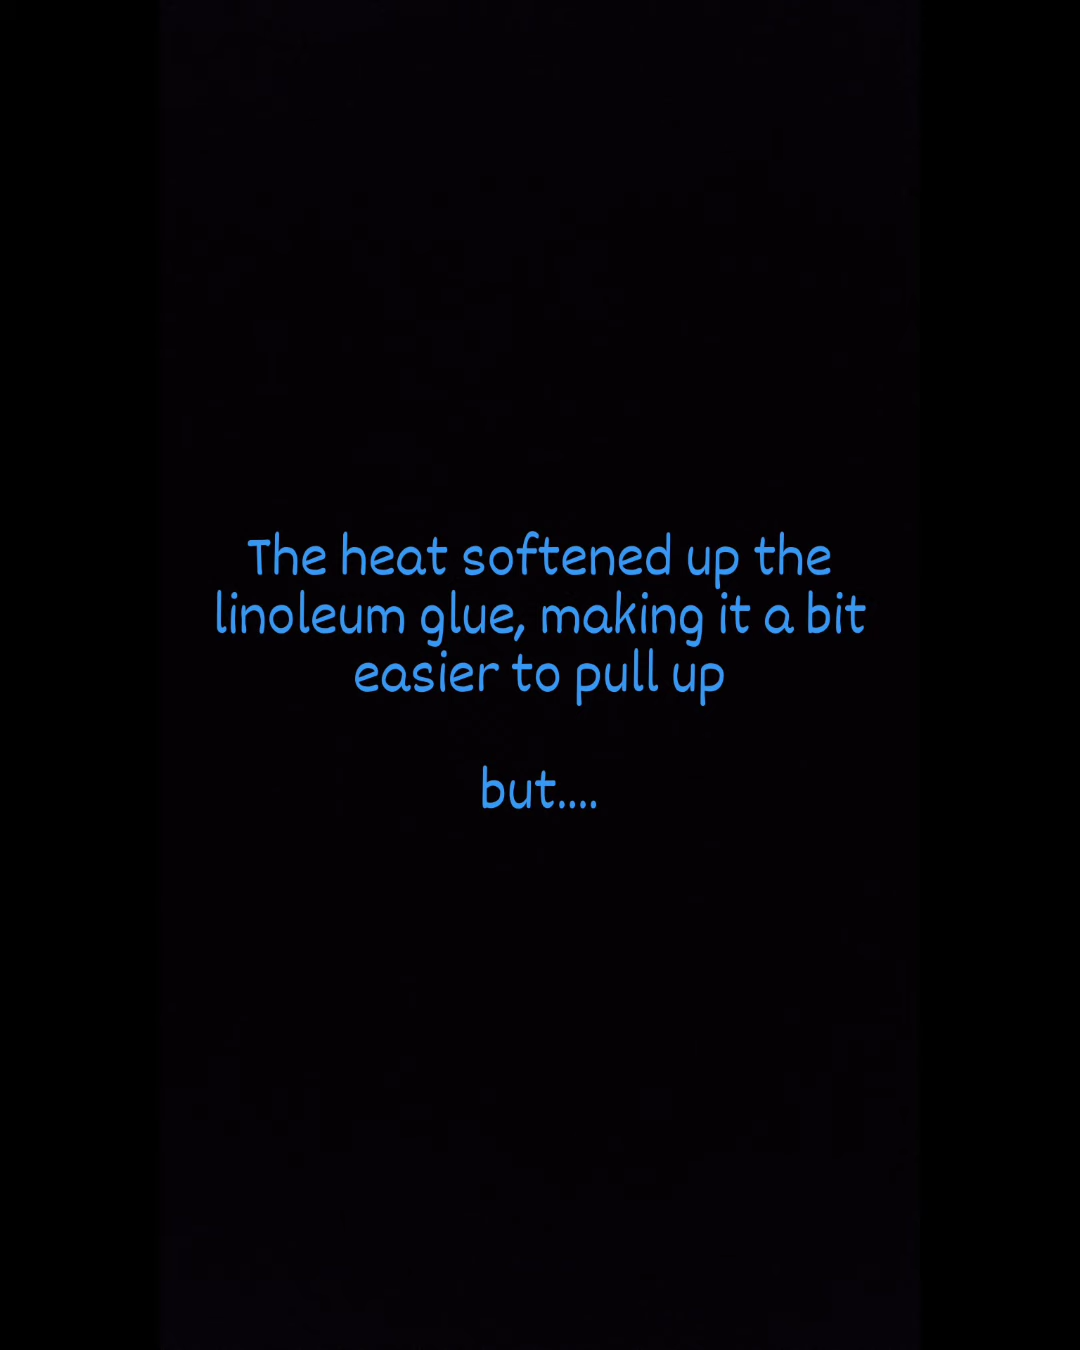 The heat softened up the
linoleum glue, making it a bit
easier to pull up
but....